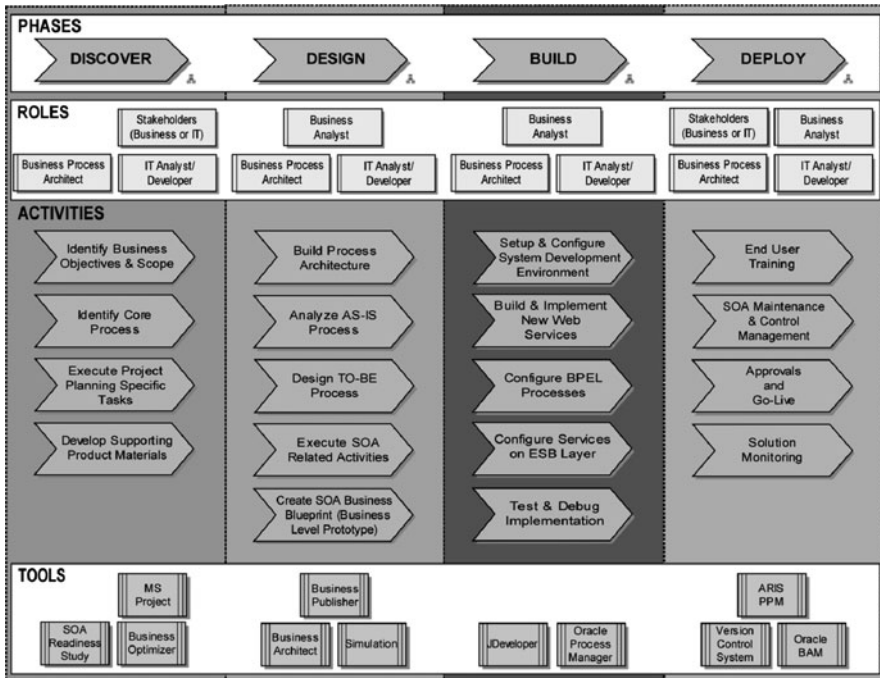 PHASES
DISCOVER
DESIGN
BUILD
DEPLOY
ROLES
Stakeholders
(Business or IT)
Business Process
Architect
IT Analyst/
Developer
Business
Analyst
Business Process
Architect
IT Analyst/
Developer
Business
Analyst
Business Process
Architect
IT Analyst/
Developer
Stakeholders
(Business or IT)
Business
Analyst
Business Process
Architect
IT Analyst/
Developer
ACTIVITIES
Identify Business
Objectives & Scope
Identify Core
Process
Execute Project
Planning Specific
Tasks
Develop Supporting
Product Materials
Build Process
Architecture
Analyze AS-IS
Process
Design TO-BE
Process
Execute SOA
Related Activities
Create SOA Business
Blueprint (Business
Level Prototype)
Setup & Configure
System Development
Environment
Build & Implement
New Web
Services
Configure BPEL
Processes
Configure Services
on ESB Layer
Test & Debug
Implementation
End User
Training
SOA Maintenance
& Control
Management
Approvals
and
Go-Live
Solution
Monitoring
TOOLS
MS
Project
SOA
Readiness
Study
Business
Optimizer
Business
Publisher
Business
Architect
Simulation
JDeveloper
Oracle
Process
Manager
ARIS
PPM
Version
Control
System
Oracle
BAM